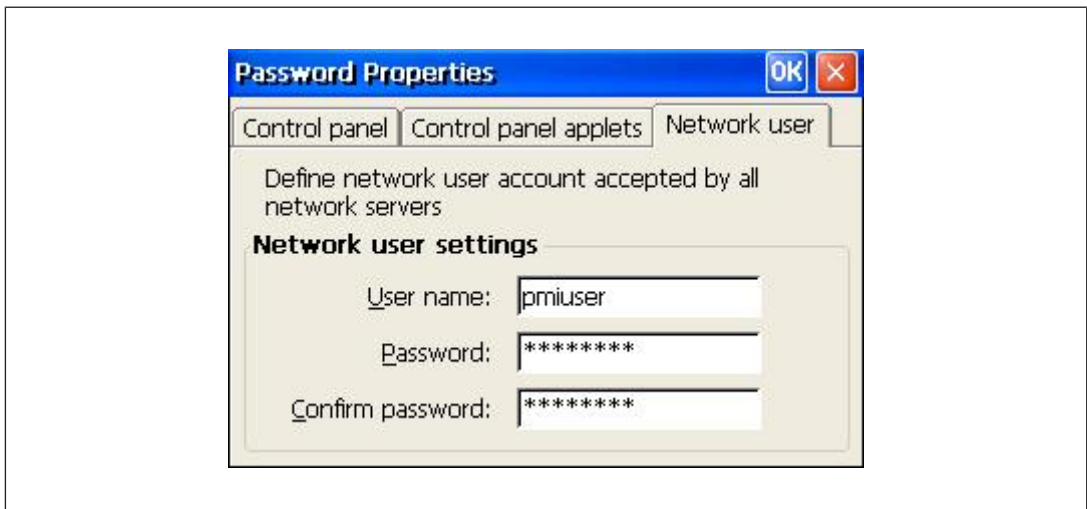 Password Properties OK
Control panel Control panel applets Network user
Define network user account accepted by all
network servers
Network user settings
User name: pmiuser
Password: ********
Confirm password: ********